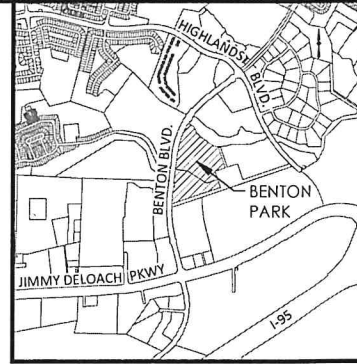 HIGHLANDS BLVD.
BENTON BLVD.
BENTON
PARK
JIMMY DELOACH PKWY
I-95